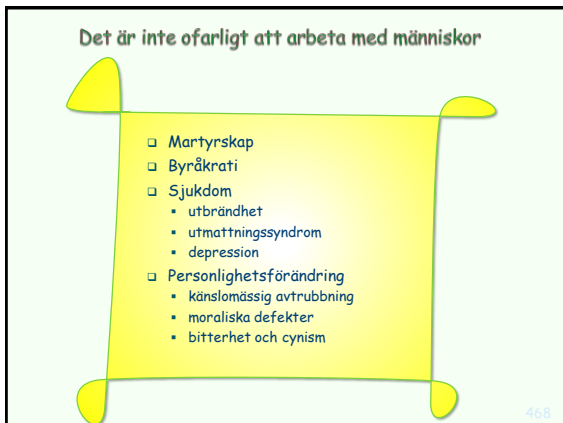 Det är inte ofarligt att arbeta med människor
❑ Martyrskap
❑ Byråkrati
❑ Sjukdom
▪ utbrändhet
▪ utmattningssyndrom
▪ depression
❑ Personlighetsförändring
▪ känslomässig avtrubbning
▪ moraliska defekter
▪ bitterhet och cynism
468